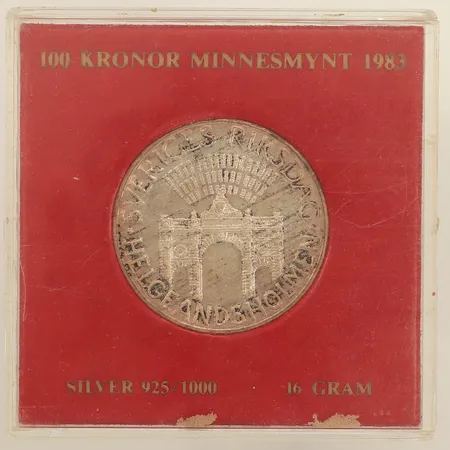 100 KRONOR MINNESMYNT 1983
SVERIGES RIKSDAG
HELGEANDSHOLMEN
SILVER 925/1000 16 GRAM